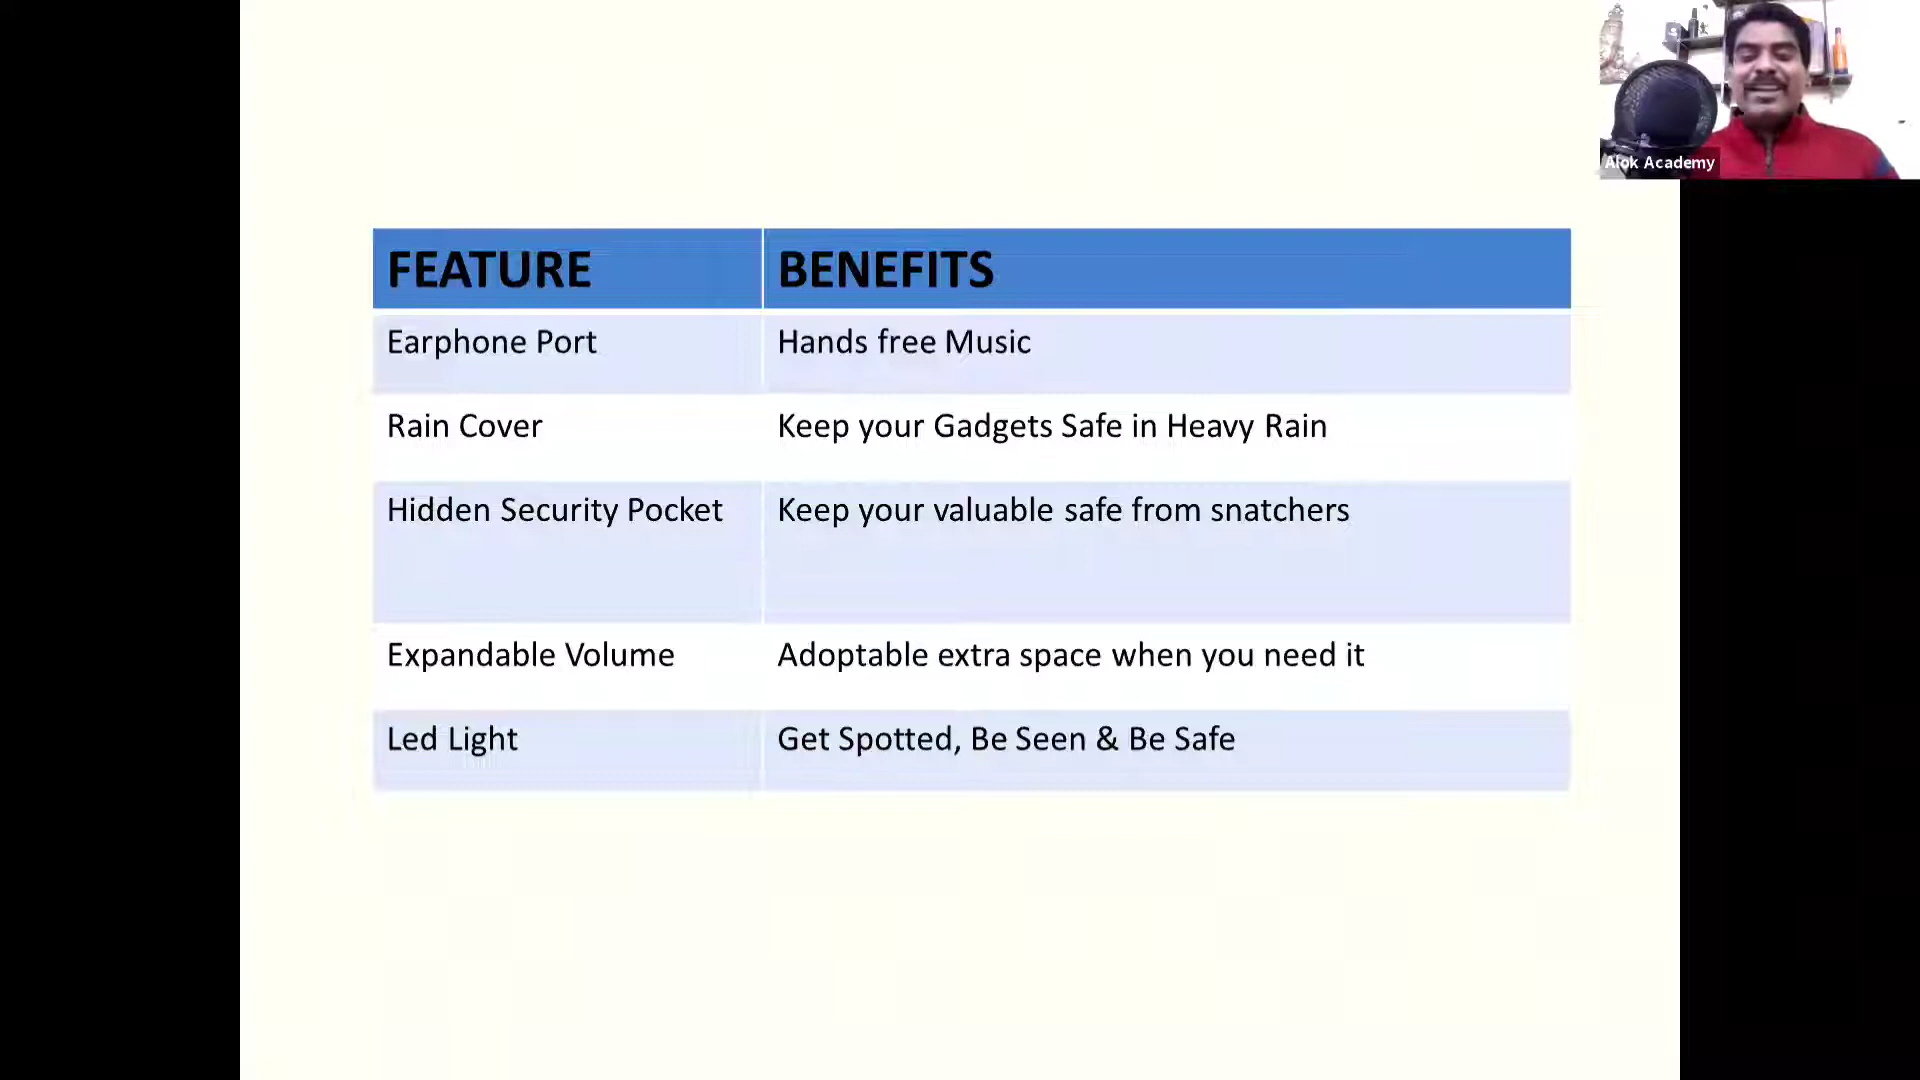 Alok Academy
FEATURE BENEFITS
Earphone Port Hands free Music
Rain Cover Keep your Gadgets Safe in Heavy Rain
Hidden Security Pocket Keep your valuable safe from snatchers
Expandable Volume Adoptable extra space when you need it
Led Light Get Spotted, Be Seen & Be Safe